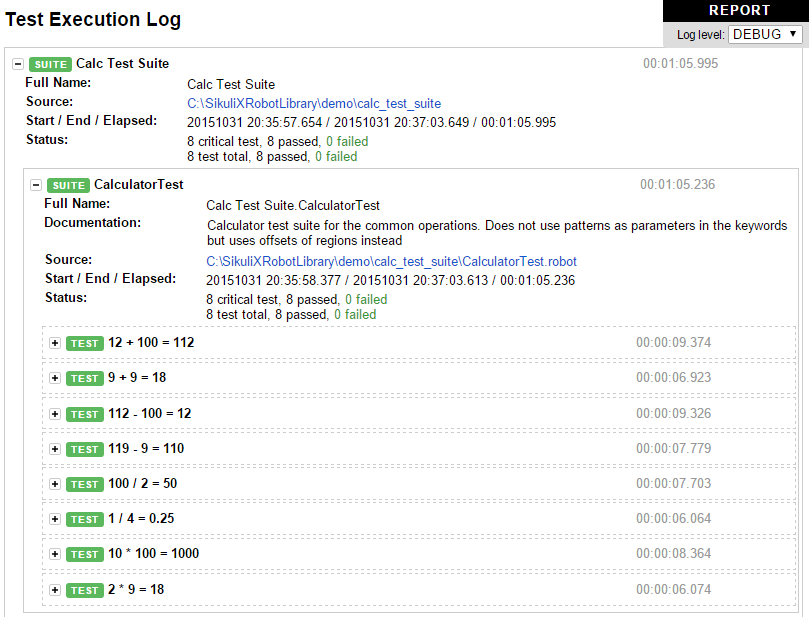 Test Execution Log
REPORT
Log level: DEBUG ▼
SUITE Calc Test Suite 00:01:05.995
Full Name: Calc Test Suite
Source: C:\SikuliXRobotLibrary\demo\calc_test_suite
Start / End / Elapsed: 20151031 20:35:57.654 / 20151031 20:37:03.649 / 00:01:05.995
Status: 8 critical test, 8 passed, 0 failed
8 test total, 8 passed, 0 failed
SUITE CalculatorTest 00:01:05.236
Full Name: Calc Test Suite.CalculatorTest
Documentation: Calculator test suite for the common operations. Does not use patterns as parameters in the keywords
but uses offsets of regions instead
Source: C:\SikuliXRobotLibrary\demo\calc_test_suite\CalculatorTest.robot
Start / End / Elapsed: 20151031 20:35:58.377 / 20151031 20:37:03.613 / 00:01:05.236
Status: 8 critical test, 8 passed, 0 failed
8 test total, 8 passed, 0 failed
TEST 12 + 100 = 112 00:00:09.374
TEST 9 + 9 = 18 00:00:06.923
TEST 112 - 100 = 12 00:00:09.326
TEST 119 - 9 = 110 00:00:07.779
TEST 100 / 2 = 50 00:00:07.703
TEST 1 / 4 = 0.25 00:00:06.064
TEST 10 * 100 = 1000 00:00:08.364
TEST 2 * 9 = 18 00:00:06.074